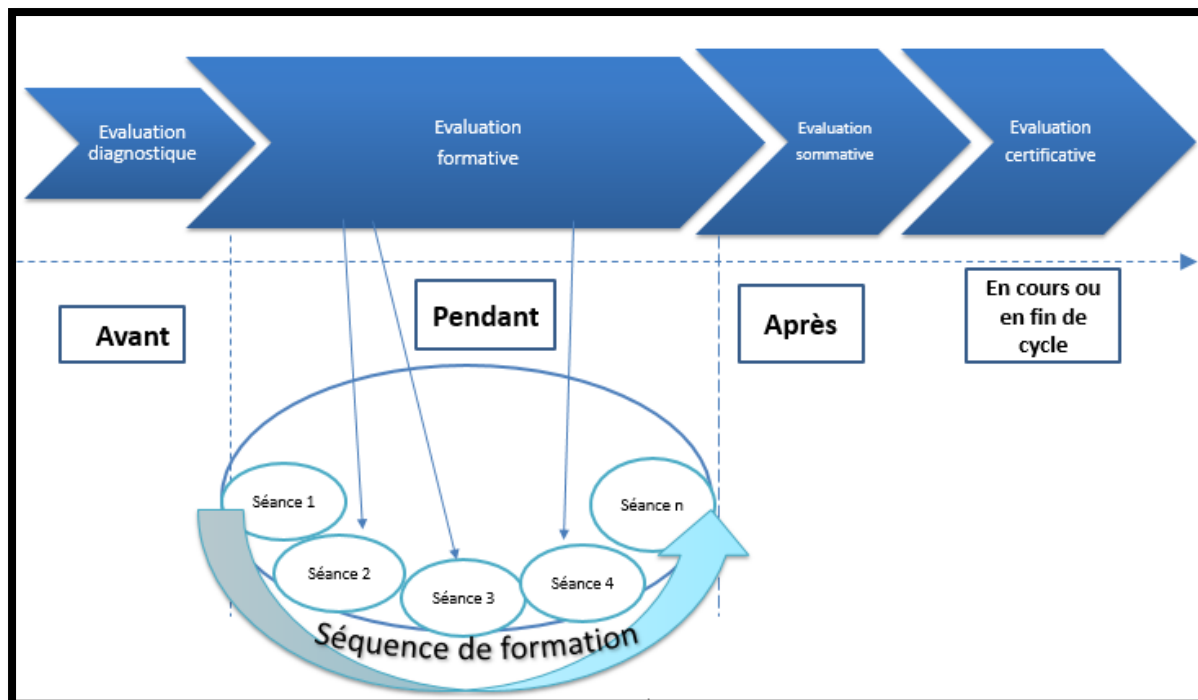 Evaluation
diagnostique
Evaluation
formative
Evaluation
sommative
Evaluation
certificative
Avant
Pendant
Après
En cours ou
en fin de
cycle
Séance 1
Séance 2
Séance 3
Séance 4
Séance n
Séquence de formation